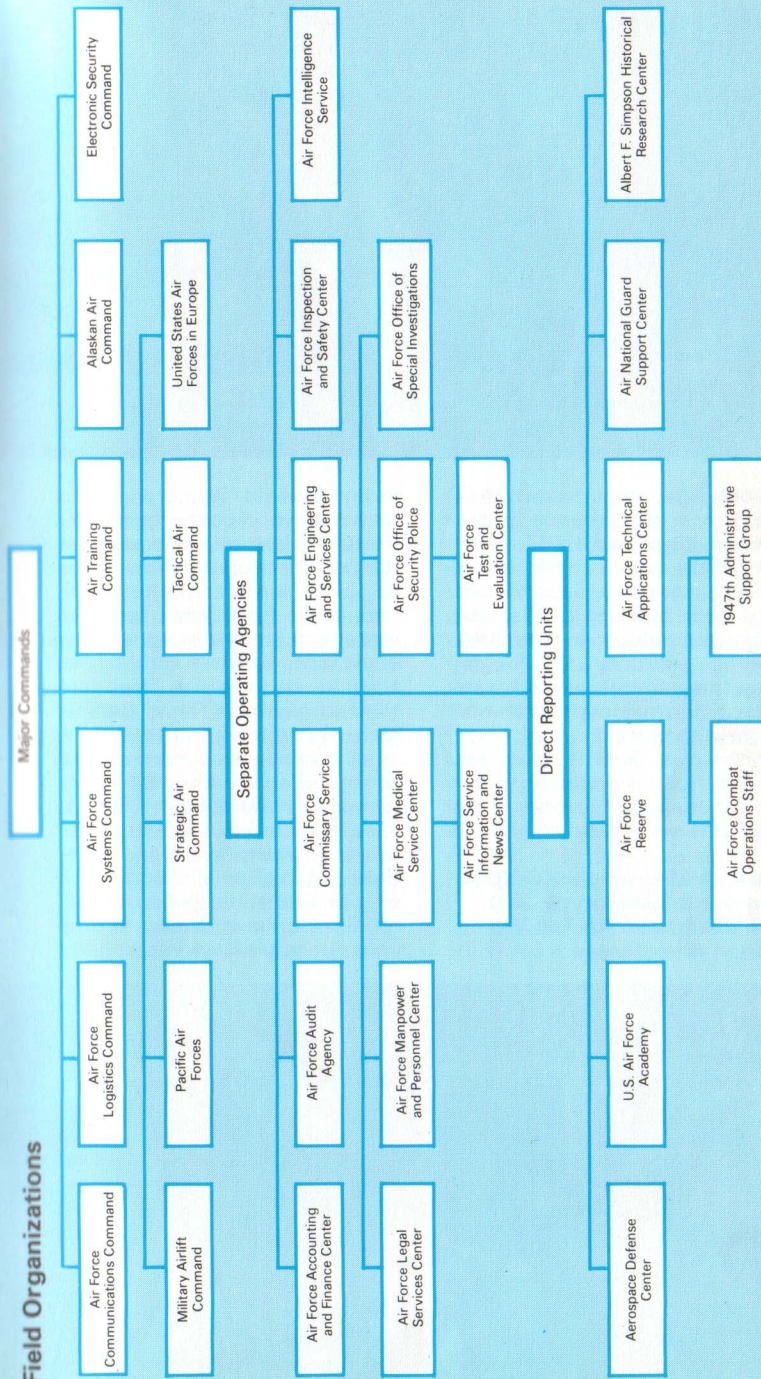 Field Organizations
Major Commands
Air Force
Communications Command
Air Force
Logistics Command
Air Force
Systems Command
Air Training
Command
Alaskan Air
Command
Electronic Security
Command
Military Airlift
Command
Pacific Air
Forces
Strategic Air
Command
Tactical Air
Command
United States Air
Forces in Europe
Separate Operating Agencies
Air Force Accounting
and Finance Center
Air Force Audit
Agency
Air Force
Commissary Service
Air Force Engineering
and Services Center
Air Force Inspection
and Safety Center
Air Force Intelligence
Service
Air Force Legal
Services Center
Air Force Manpower
and Personnel Center
Air Force Medical
Service Center
Air Force Office of
Security Police
Air Force Office of
Special Investigations
Air Force Service
Information and
News Center
Air Force
Test and
Evaluation Center
Direct Reporting Units
Aerospace Defense
Center
U.S. Air Force
Academy
Air Force
Reserve
Air Force Technical
Applications Center
Air National Guard
Support Center
Albert F. Simpson Historical
Research Center
Air Force Combat
Operations Staff
1947th Administrative
Support Group